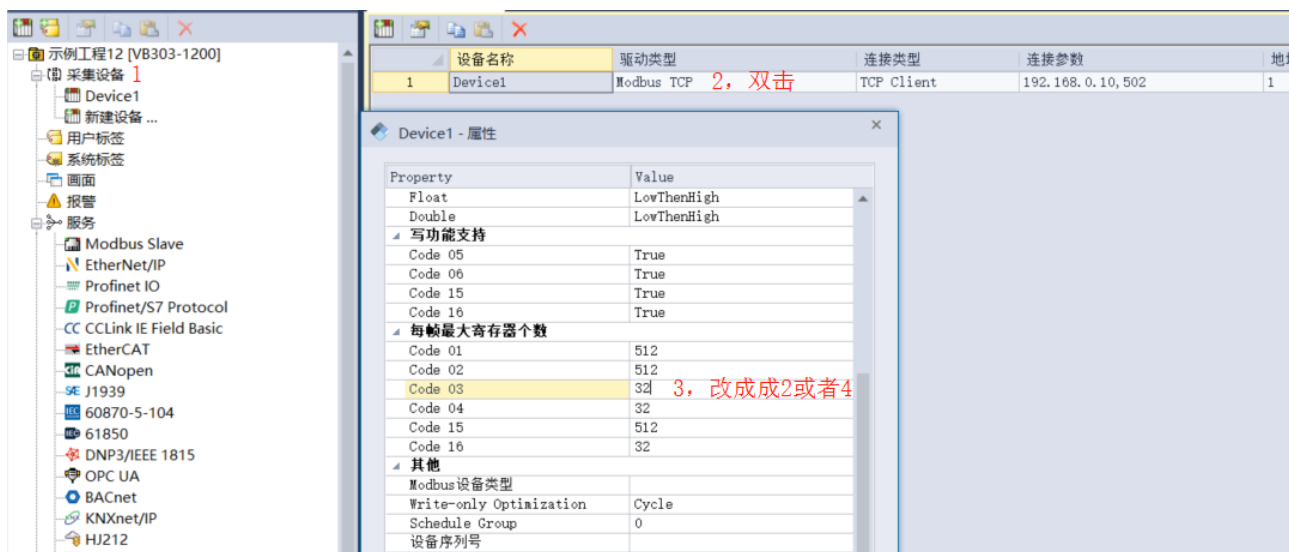 示例工程12 [VB303-1200]
采集设备 1
Device1
新建设备 ...
用户标签
系统标签
画面
报警
服务
Modbus Slave
EtherNet/IP
Profinet IO
Profinet/S7 Protocol
CC CCLink IE Field Basic
EtherCAT
CANopen
J1939
60870-5-104
61850
DNP3/IEEE 1815
OPC UA
BACnet
KNXnet/IP
HJ212
设备名称 驱动类型 连接类型 连接参数
1 Device1 Modbus TCP 2，双击 TCP Client 192.168.0.10,502 1
Device1 - 属性
Property Value
Float LowThenHigh
Double LowThenHigh
写功能支持
Code 05 True
Code 06 True
Code 15 True
Code 16 True
每帧最大寄存器个数
Code 01 512
Code 02 512
Code 03 32 3，改成成2或者4
Code 04 32
Code 15 512
Code 16 32
其他
Modbus设备类型
Write-only Optimization Cycle
Schedule Group 0
设备序列号